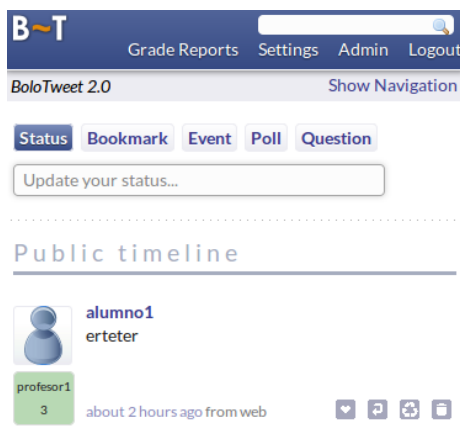 B~T
Grade Reports Settings Admin Logout
BoloTweet 2.0 Show Navigation
Status Bookmark Event Poll Question
Update your status...
Public timeline
alumno1
erteter
profesor1
3
about 2 hours ago from web